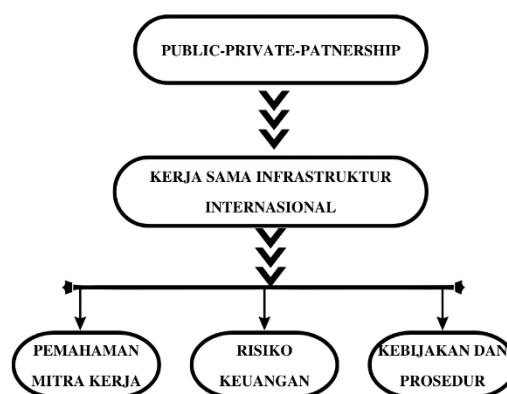 PUBLIC-PRIVATE-PATNERSHIP
KERJA SAMA INFRASTRUKTUR
INTERNASIONAL
PEMAHAMAN
MITRA KERJA
RISIKO
KEUANGAN
KEBIJAKAN DAN
PROSEDUR